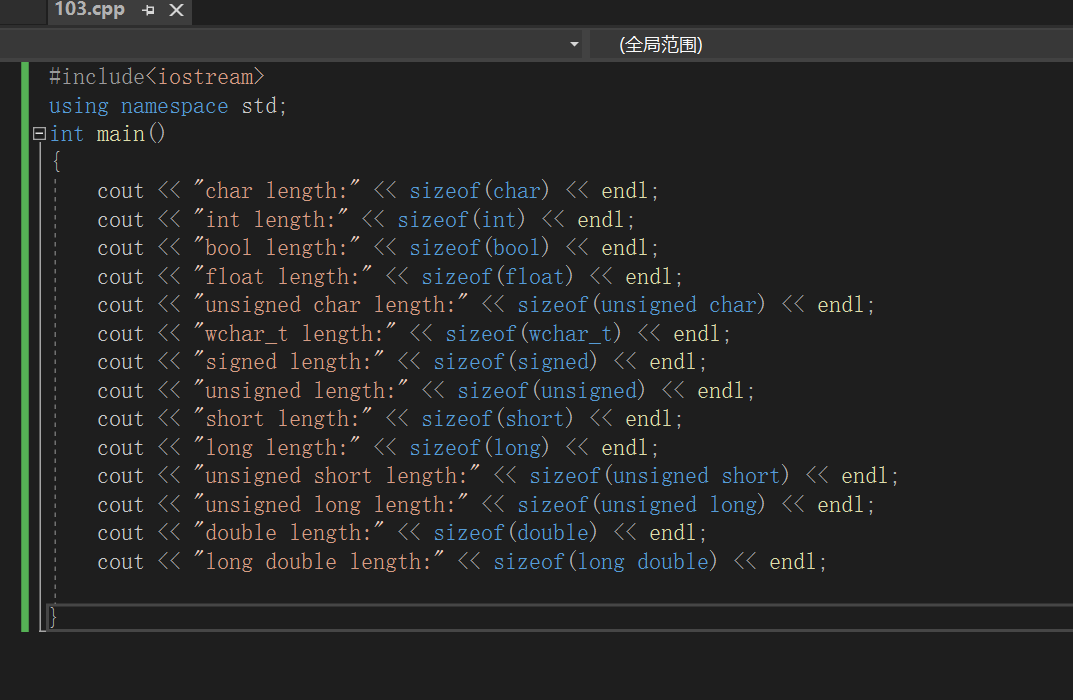 103.cpp
(全局范围)
#include<iostream>
using namespace std;
int main()
{
cout << "char length:" << sizeof(char) << endl;
cout << "int length:" << sizeof(int) << endl;
cout << "bool length:" << sizeof(bool) << endl;
cout << "float length:" << sizeof(float) << endl;
cout << "unsigned char length:" << sizeof(unsigned char) << endl;
cout << "wchar_t length:" << sizeof(wchar_t) << endl;
cout << "signed length:" << sizeof(signed) << endl;
cout << "unsigned length:" << sizeof(unsigned) << endl;
cout << "short length:" << sizeof(short) << endl;
cout << "long length:" << sizeof(long) << endl;
cout << "unsigned short length:" << sizeof(unsigned short) << endl;
cout << "unsigned long length:" << sizeof(unsigned long) << endl;
cout << "double length:" << sizeof(double) << endl;
cout << "long double length:" << sizeof(long double) << endl;
}